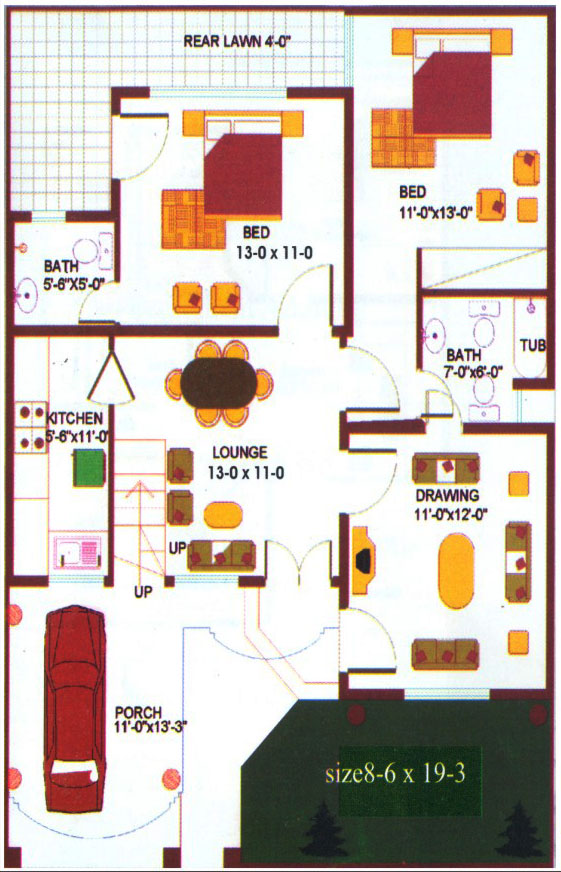 REAR LAWN 4'-0"
BED
11'-0"x13'-0"
BED
13-0 x 11-0
BATH
5'-6"X5'-0"
BATH
7'-0"x6'-0"
TUB
KITCHEN
5'-6"x11'-0"
LOUNGE
13-0 x 11-0
DRAWING
11'-0"x12'-0"
UP
UP
PORCH
11'-0"x13'-3"
size8-6 x 19-3